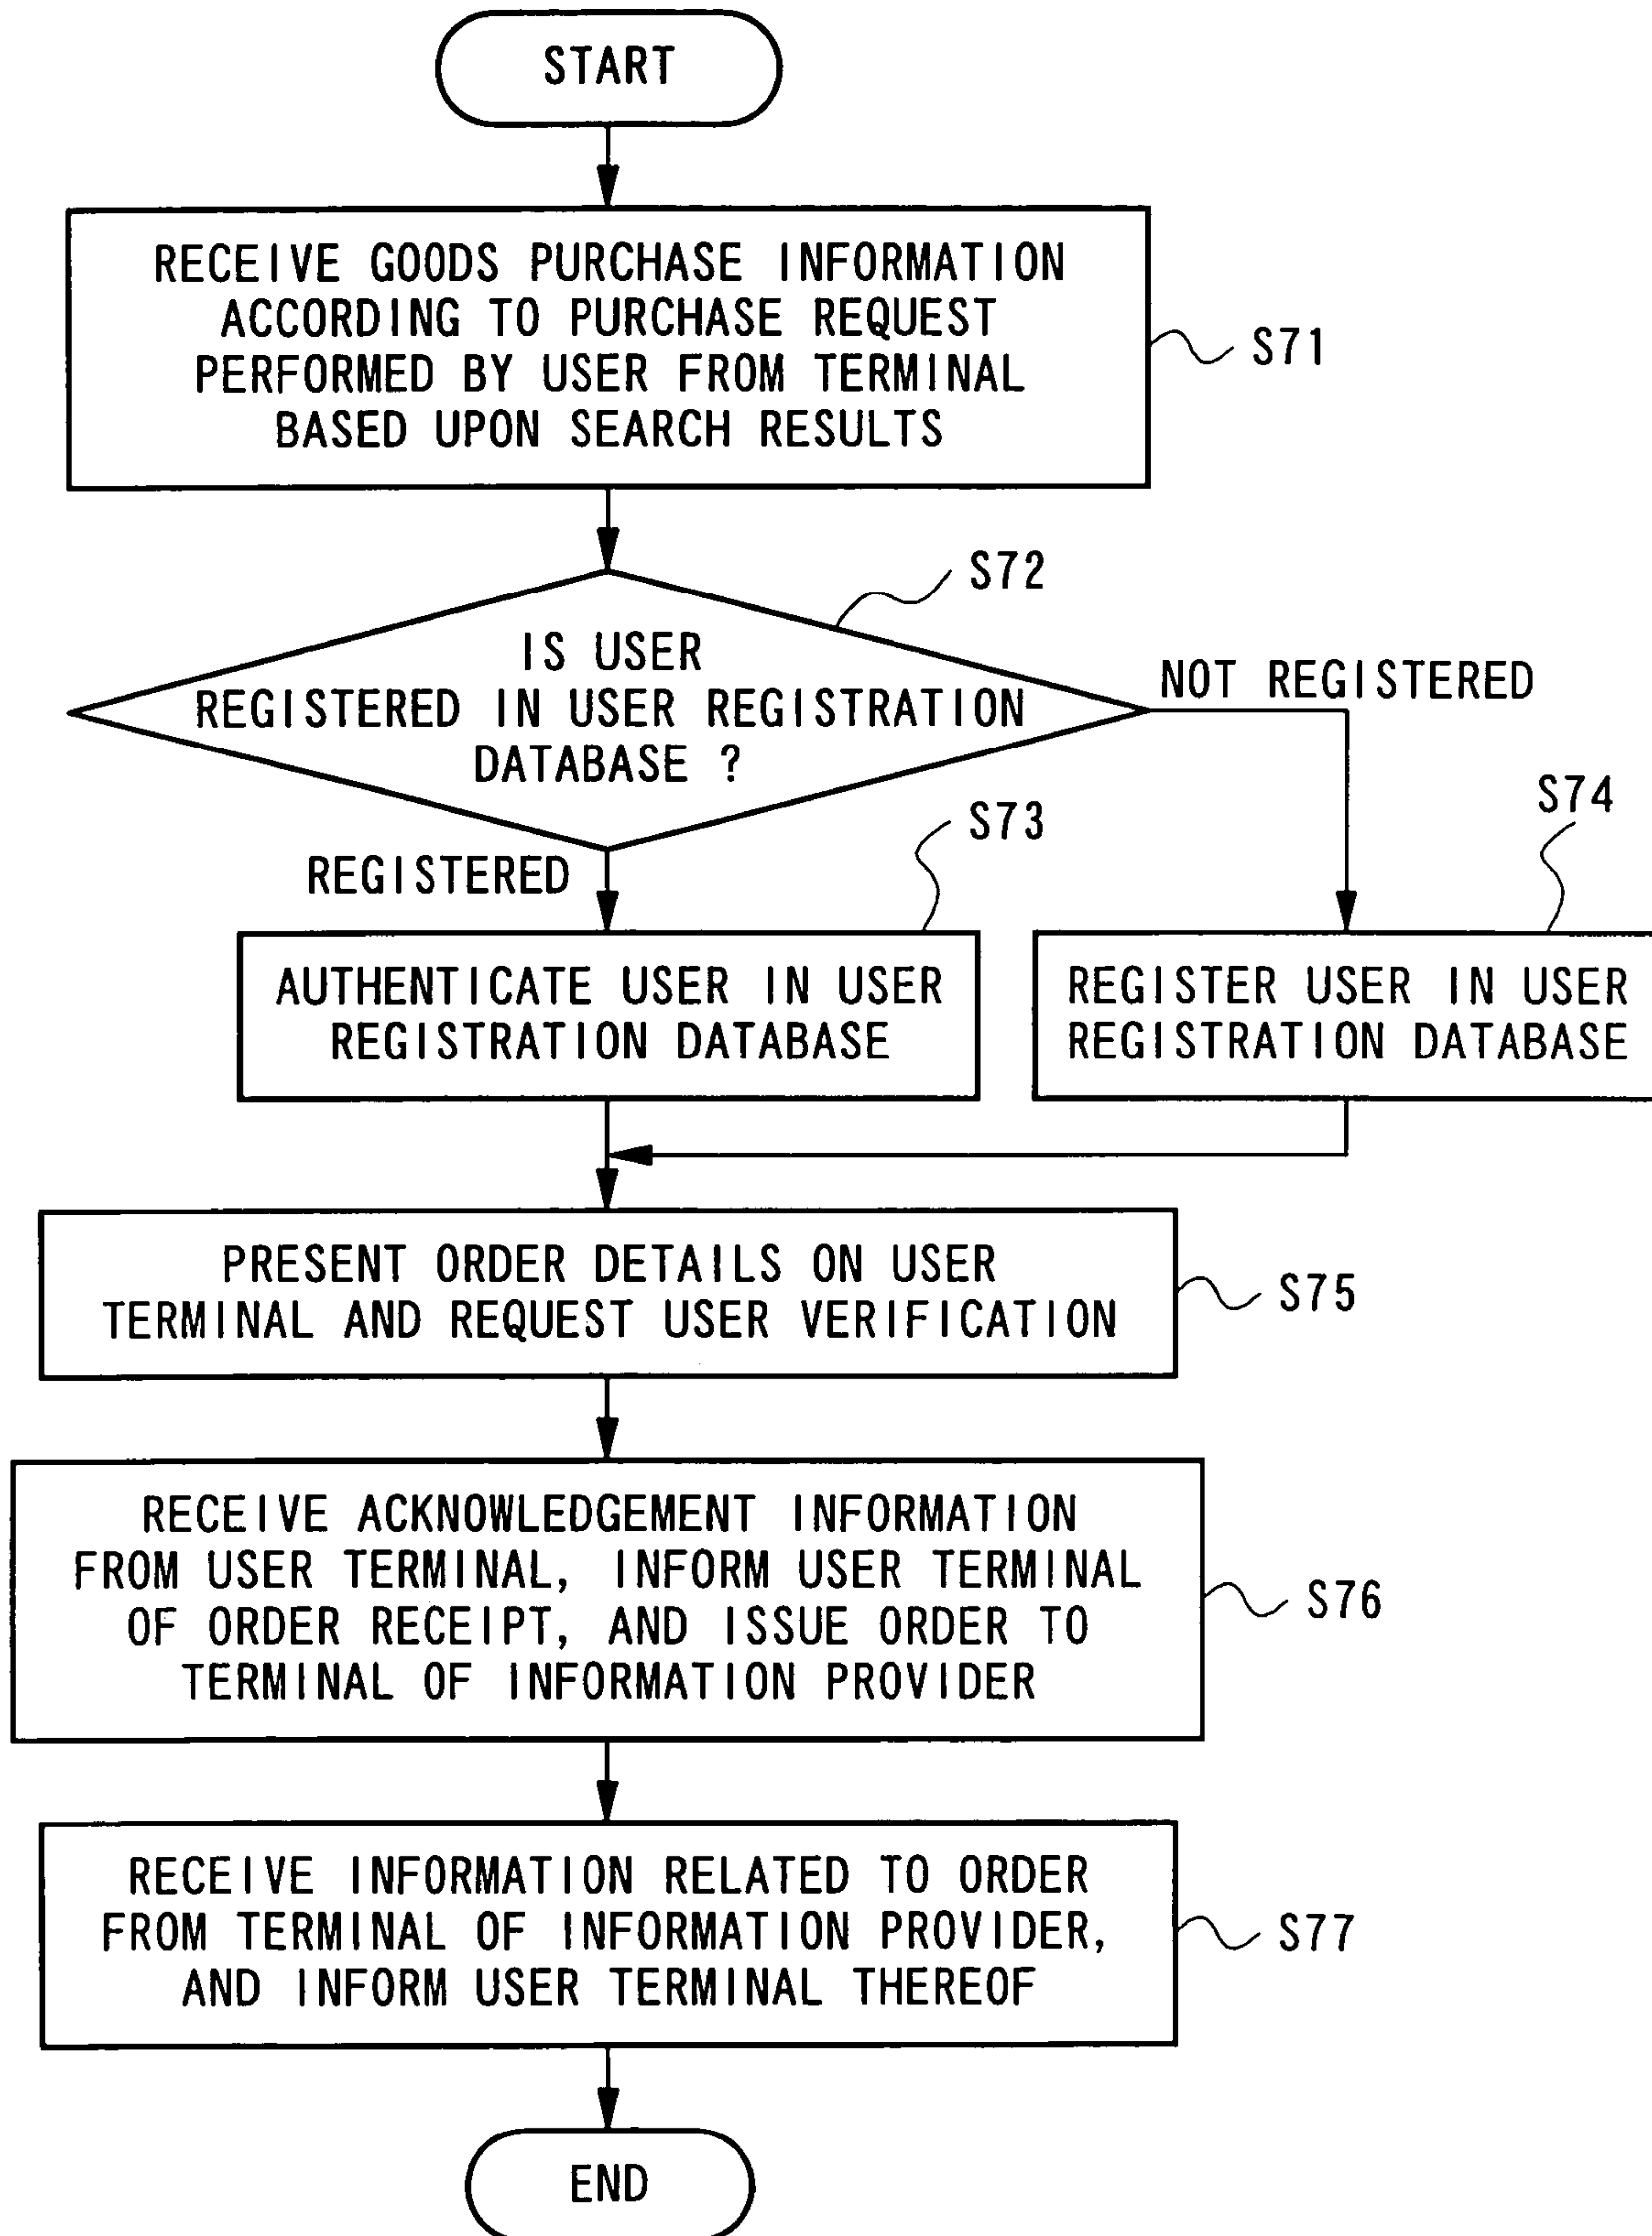 START
RECEIVE GOODS PURCHASE INFORMATION
ACCORDING TO PURCHASE REQUEST
PERFORMED BY USER FROM TERMINAL
BASED UPON SEARCH RESULTS
S71
S72
IS USER
REGISTERED IN USER REGISTRATION
DATABASE ?
NOT REGISTERED
REGISTERED
S73
S74
AUTHENTICATE USER IN USER
REGISTRATION DATABASE
REGISTER USER IN USER
REGISTRATION DATABASE
PRESENT ORDER DETAILS ON USER
TERMINAL AND REQUEST USER VERIFICATION
S75
RECEIVE ACKNOWLEDGEMENT INFORMATION
FROM USER TERMINAL, INFORM USER TERMINAL
OF ORDER RECEIPT, AND ISSUE ORDER TO
TERMINAL OF INFORMATION PROVIDER
S76
RECEIVE INFORMATION RELATED TO ORDER
FROM TERMINAL OF INFORMATION PROVIDER,
AND INFORM USER TERMINAL THEREOF
S77
END